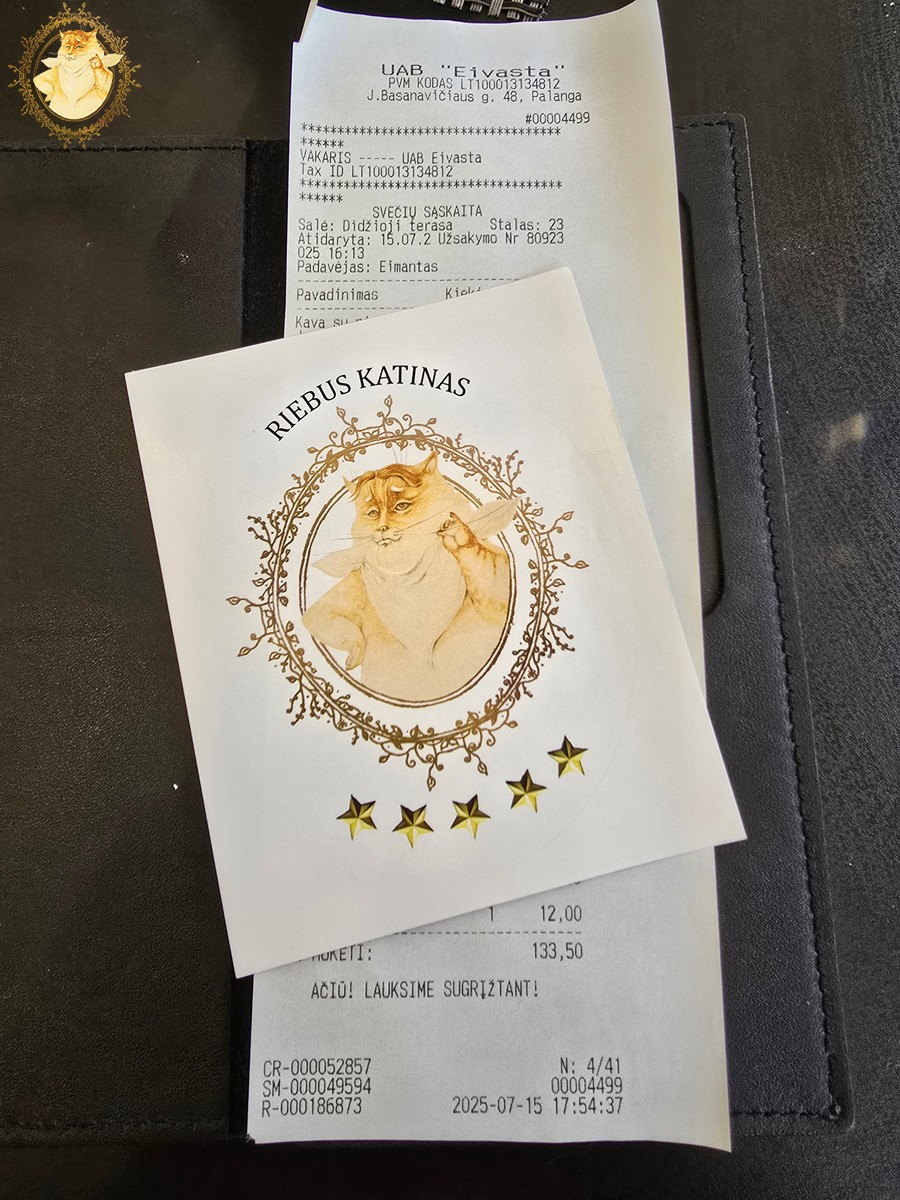 UAB "Eivasta"
PVM KODAS LT100013134812
J.Basanavičiaus g. 48, Palanga
#00004499
**********************************
******
VAKARIS ----- UAB Eivasta
Tax ID LT100013134812
**********************************
******
SVEČIŲ SĄSKAITA
Salė: Didžioji terasa Stalas: 23
Atidaryta: 15.07.2 Užsakymo Nr 80923
025 16:13
Padavėjas: Eimantas
Pavadinimas
Kava su
RIEBUS KATINAS
1 12,00
MOKĖTI: 133,50
AČIŪ! LAUKSIME SUGRĮŽTANT!
CR-000052857 N: 4/41
SM-000049594 00004499
R-000186873 2025-07-15 17:54:37